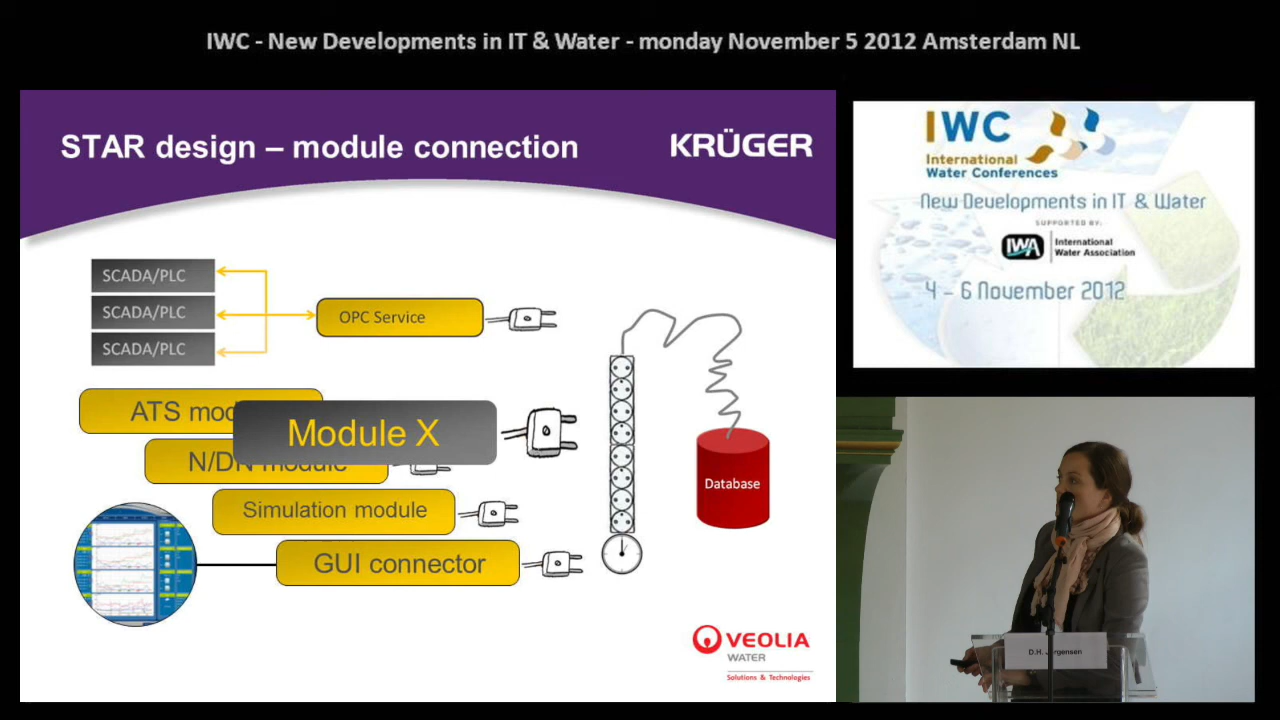 IWC - New Developments in IT & Water - monday November 5 2012 Amsterdam NL
STAR design – module connection
KRÜGER
SCADA/PLC
SCADA/PLC
SCADA/PLC
OPC Service
ATS mod
Module X
N/DN module
Simulation module
GUI connector
Database
VEOLIA
WATER
Solutions & Technologies
IWC
International
Water Conferences
New Developments in IT & Water
SUPPORTED BY:
IWA
International
Water Association
4 – 6 November 2012
D.H. Jørgensen